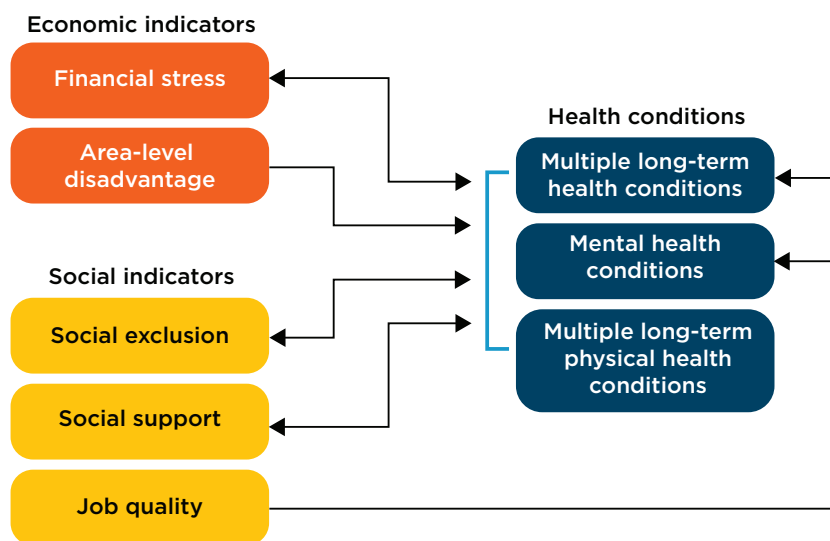 Economic indicators
Financial stress
Area-level
disadvantage
Social indicators
Social exclusion
Social support
Job quality
Health conditions
Multiple long-term
health conditions
Mental health
conditions
Multiple long-term
physical health
conditions